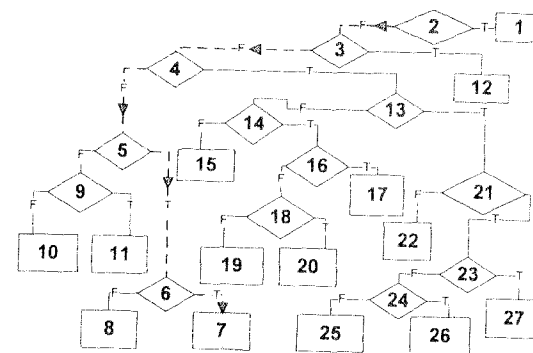 F 2 T 1
F 3 T
4 T 12
F F 13 T
14 T
5 F 15 16 T 21
F F 17 F
9 T 18 22 T
F T F T
10 11 19 20 F 23 T
F 6 T F 24 T 27
8 7 25 26